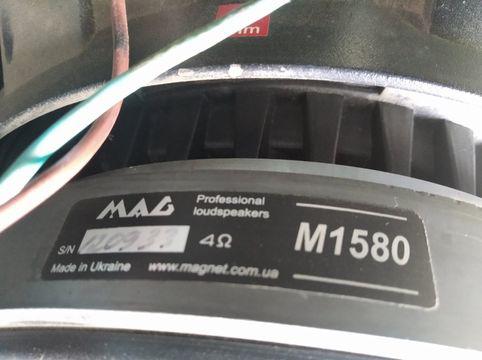 MAG
Professional
loudspeakers
S/N
4Ω
M1580
Made in Ukraine
www.magnet.com.ua